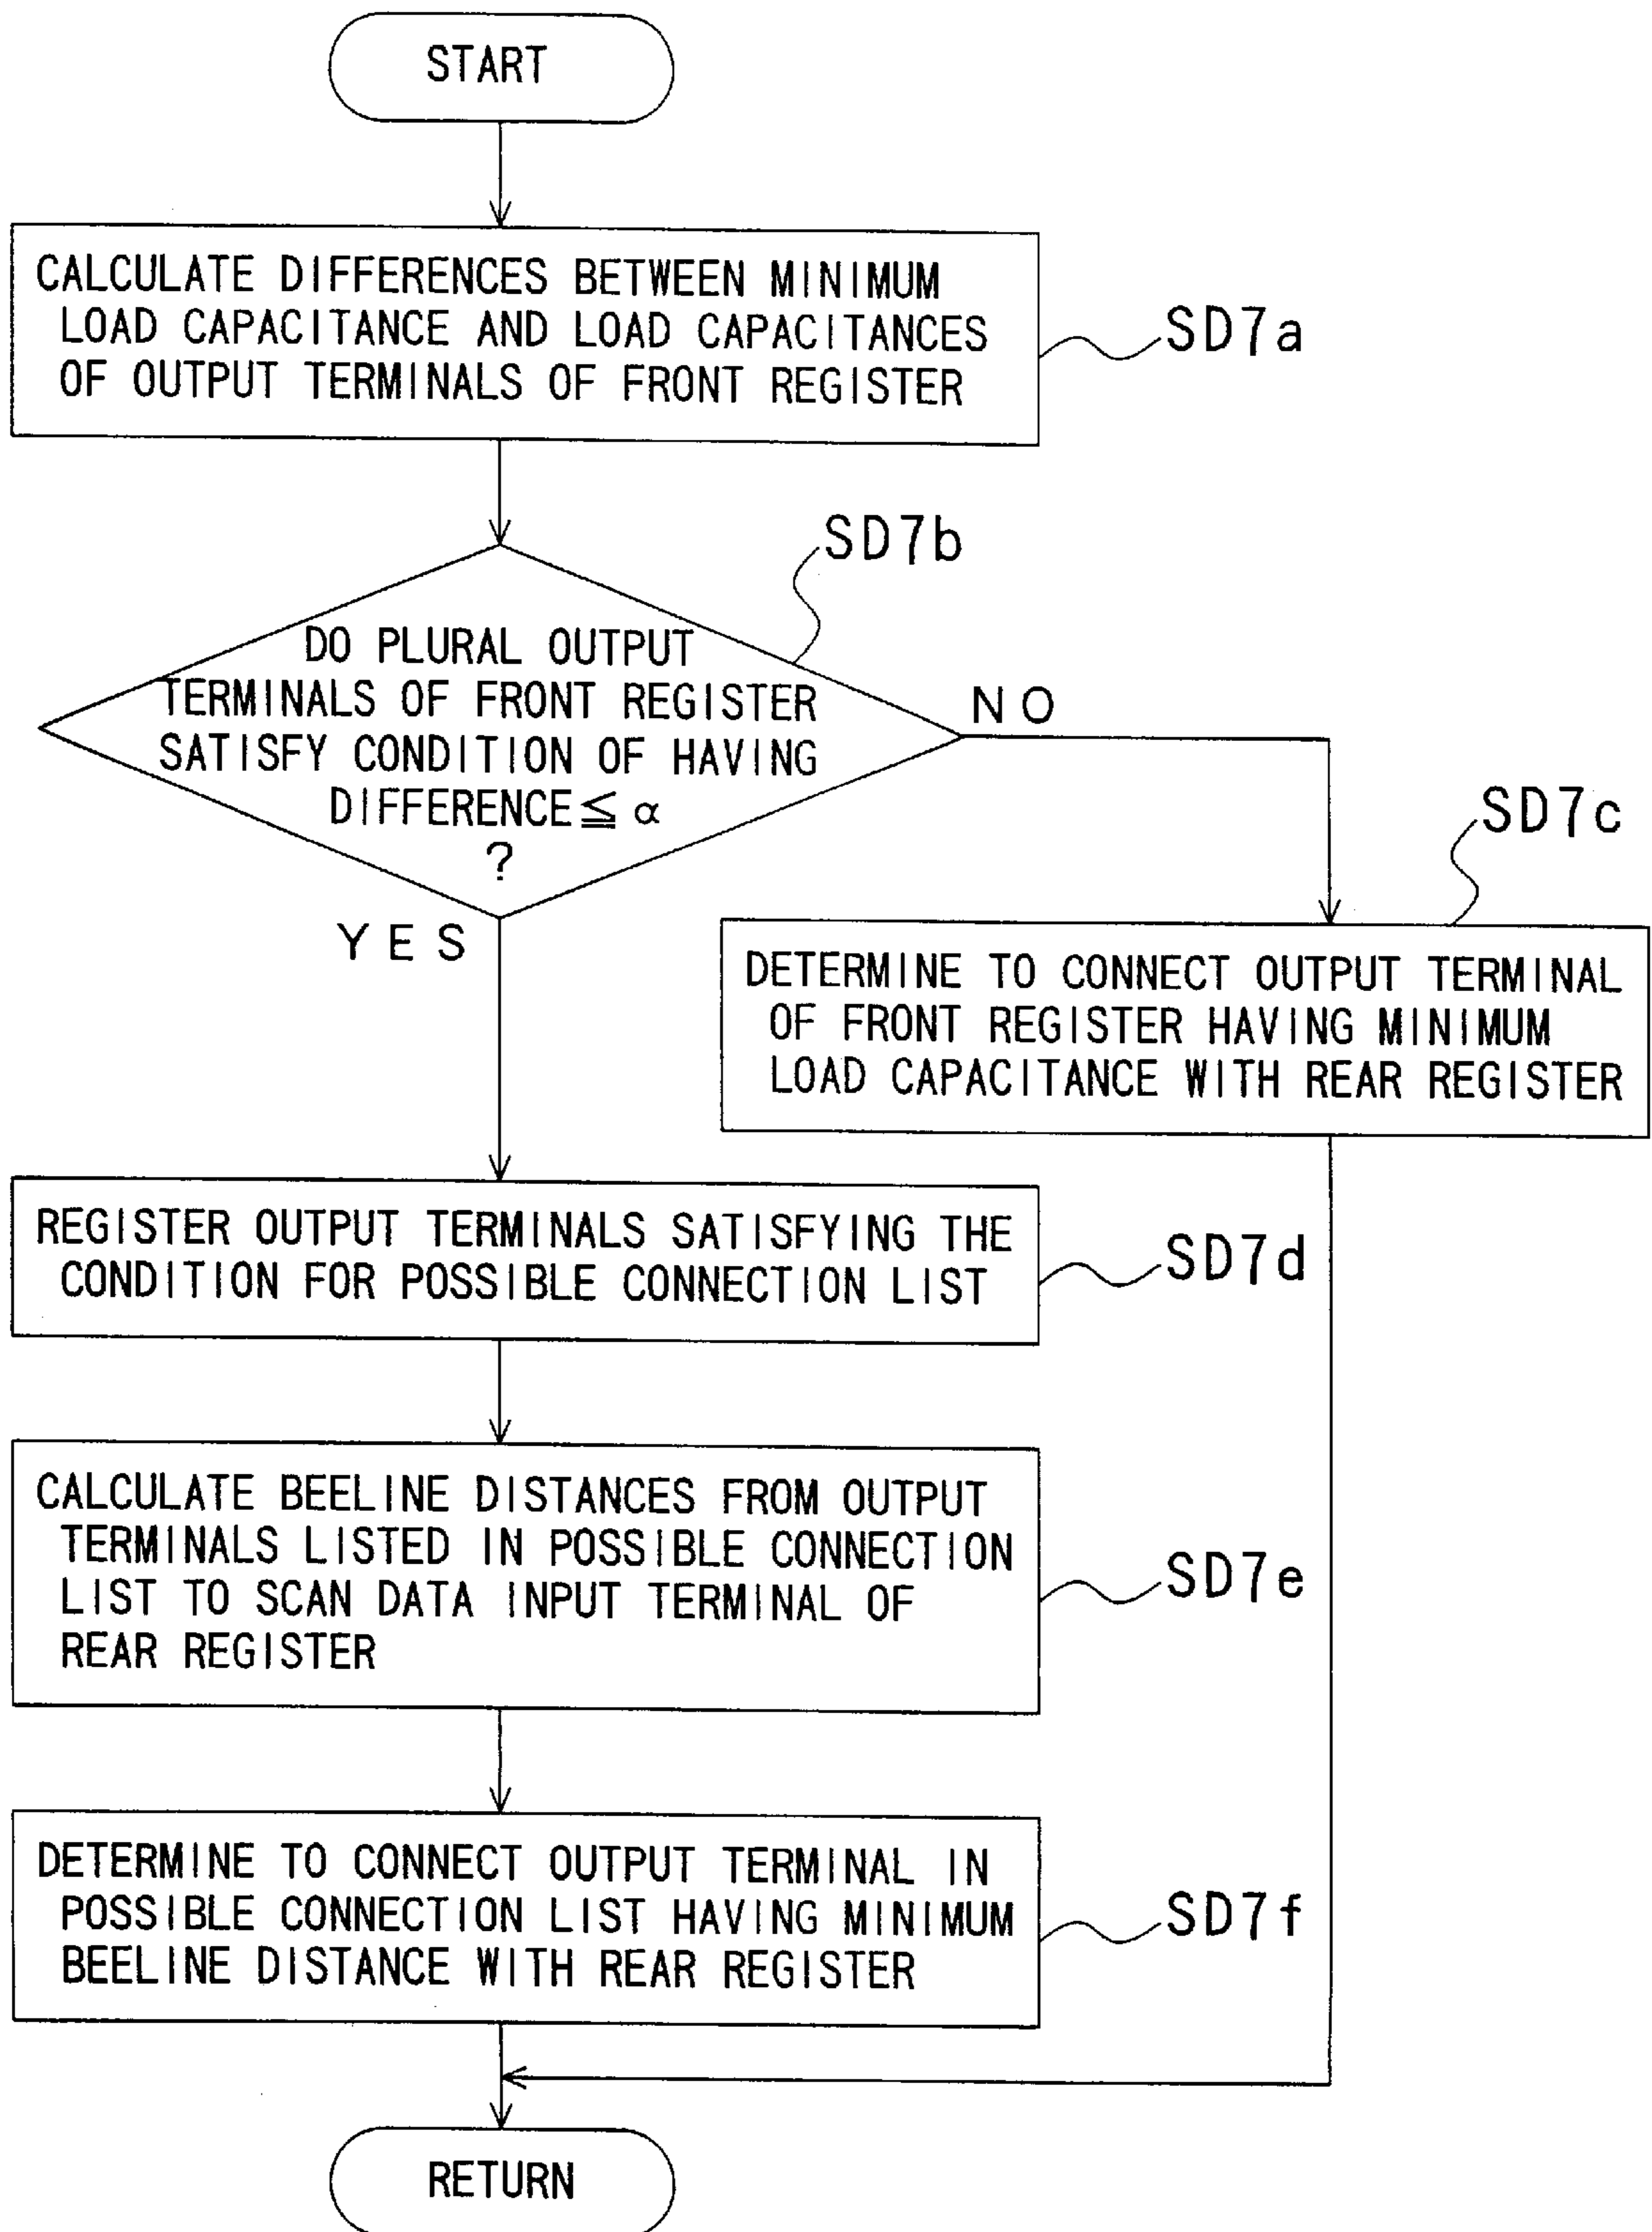 START
CALCULATE DIFFERENCES BETWEEN MINIMUM
LOAD CAPACITANCE AND LOAD CAPACITANCES
OF OUTPUT TERMINALS OF FRONT REGISTER
SD7a
SD7b
DO PLURAL OUTPUT
TERMINALS OF FRONT REGISTER
SATISFY CONDITION OF HAVING
DIFFERENCE≦α
?
NO
YES
SD7c
DETERMINE TO CONNECT OUTPUT TERMINAL
OF FRONT REGISTER HAVING MINIMUM
LOAD CAPACITANCE WITH REAR REGISTER
REGISTER OUTPUT TERMINALS SATISFYING THE
CONDITION FOR POSSIBLE CONNECTION LIST
SD7d
CALCULATE BEELINE DISTANCES FROM OUTPUT
TERMINALS LISTED IN POSSIBLE CONNECTION
LIST TO SCAN DATA INPUT TERMINAL OF
REAR REGISTER
SD7e
DETERMINE TO CONNECT OUTPUT TERMINAL IN
POSSIBLE CONNECTION LIST HAVING MINIMUM
BEELINE DISTANCE WITH REAR REGISTER
SD7f
RETURN